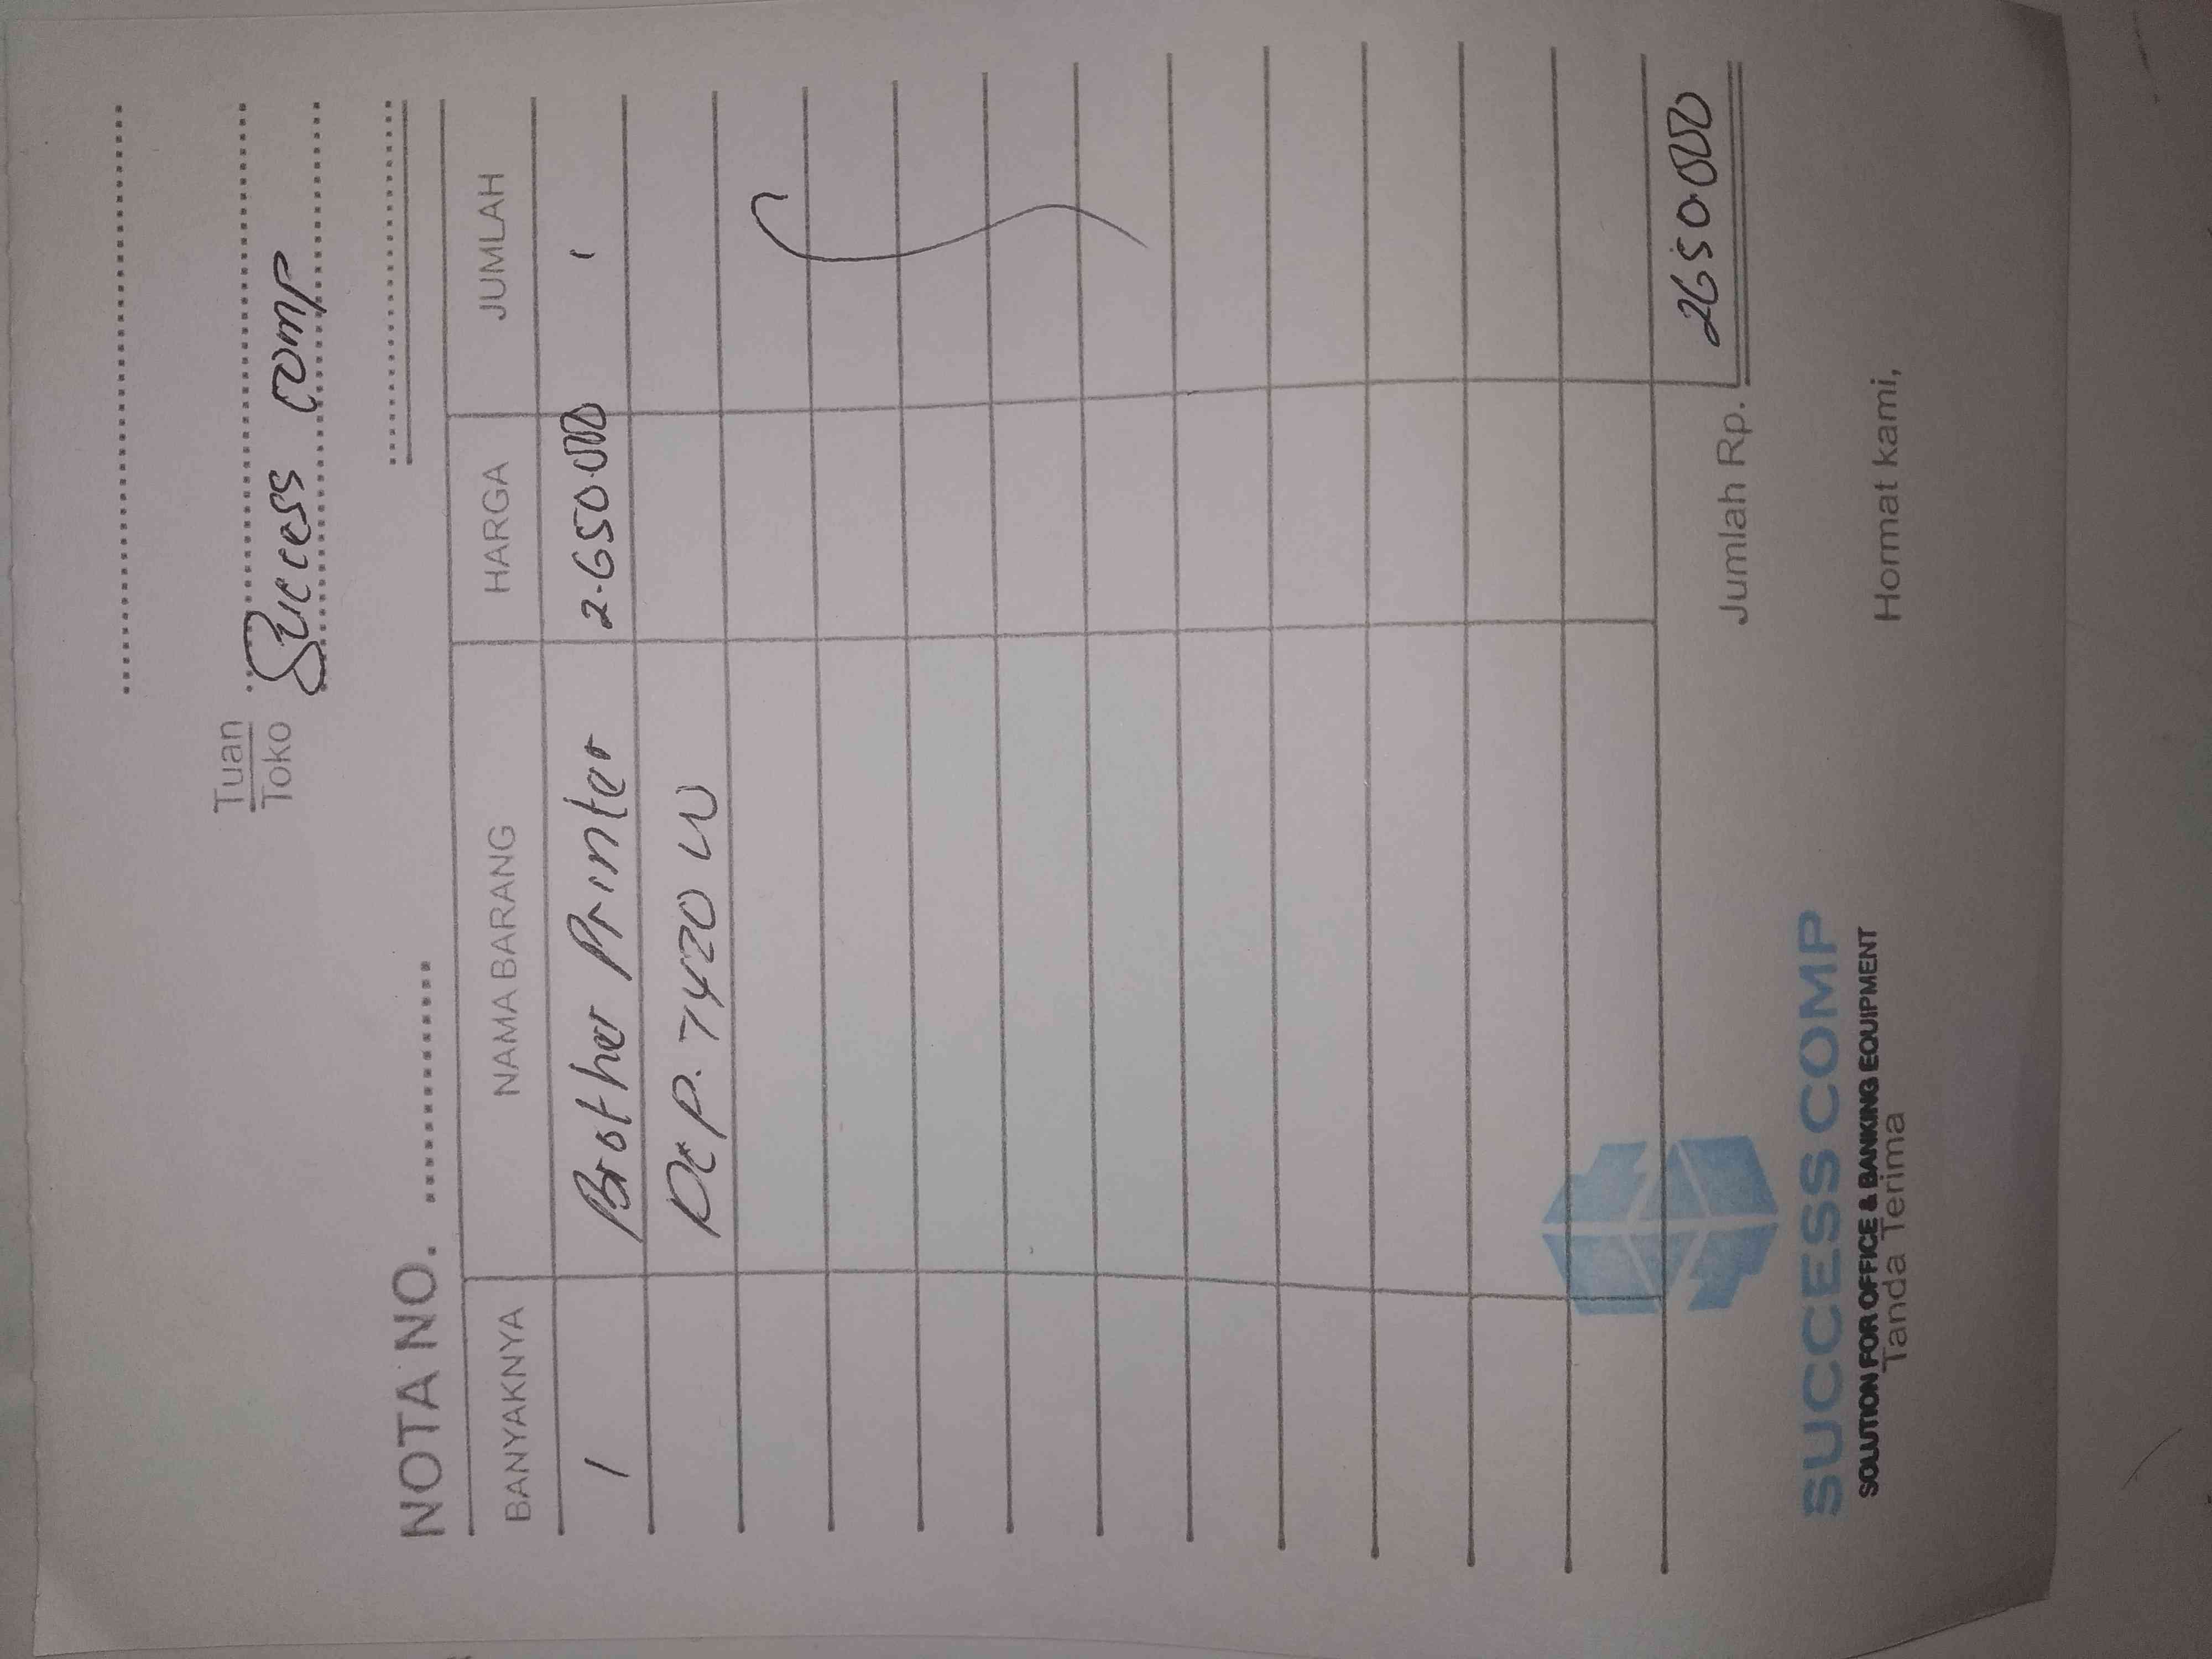 Tuan
Toko Success comp
NOTA NO.
BANYAKNYA NAMA BARANG HARGA JUMLAH
1 Brother Printer 2.650.000
DCP. 7420 W
Jumlah Rp. 2650.000
SUCCESS COMP
SOLUTION FOR OFFICE & BANKING EQUIPMENT
Tanda Terima Hormat kami,